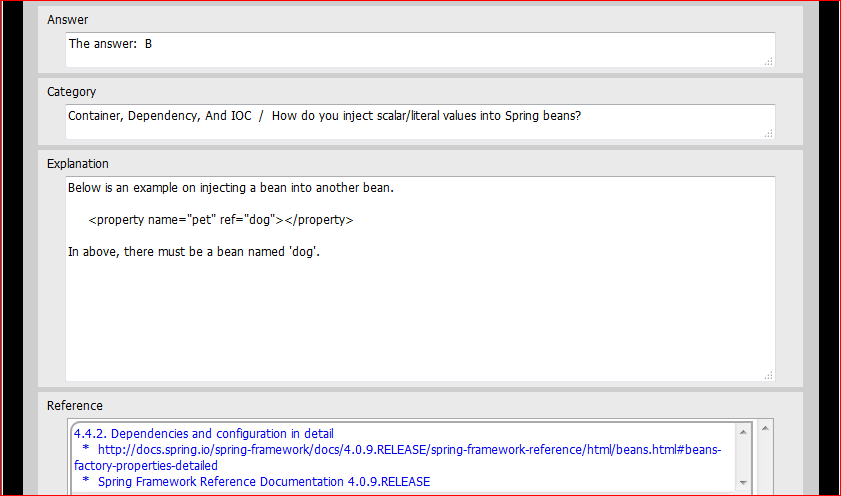 Answer
The answer:  B
Category
Container, Dependency, And IOC  /  How do you inject scalar/literal values into Spring beans?
Explanation
Below is an example on injecting a bean into another bean.
<property name="pet" ref="dog"></property>
In above, there must be a bean named 'dog'.
Reference
4.4.2. Dependencies and configuration in detail
*  http://docs.spring.io/spring-framework/docs/4.0.9.RELEASE/spring-framework-reference/html/beans.html#beans-
factory-properties-detailed
*  Spring Framework Reference Documentation 4.0.9.RELEASE